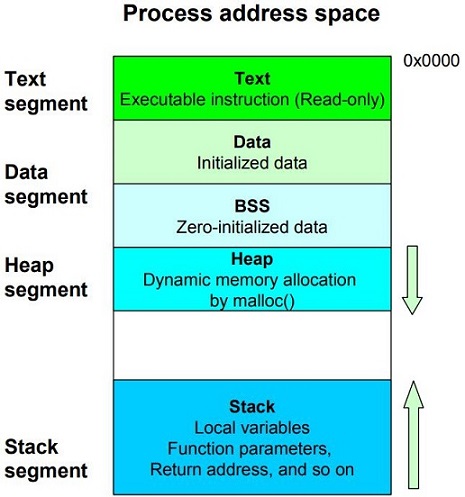 Process address space
0x0000
Text
segment
Text
Executable instruction (Read-only)
Data
segment
Data
Initialized data
BSS
Zero-initialized data
Heap
segment
Heap
Dynamic memory allocation
by malloc()
Stack
segment
Stack
Local variables
Function parameters,
Return address, and so on